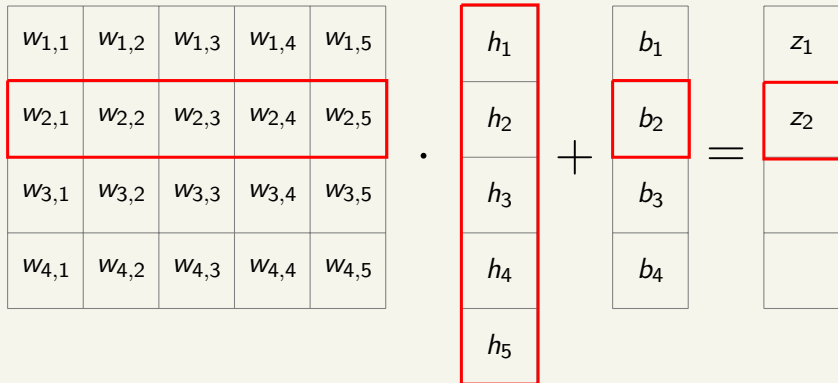 w1,1 w1,2 w1,3 w1,4 w1,5 h1 b1 z1
w2,1 w2,2 w2,3 w2,4 w2,5 · h2 + b2 = z2
w3,1 w3,2 w3,3 w3,4 w3,5 h3 b3
w4,1 w4,2 w4,3 w4,4 w4,5 h4 b4
h5